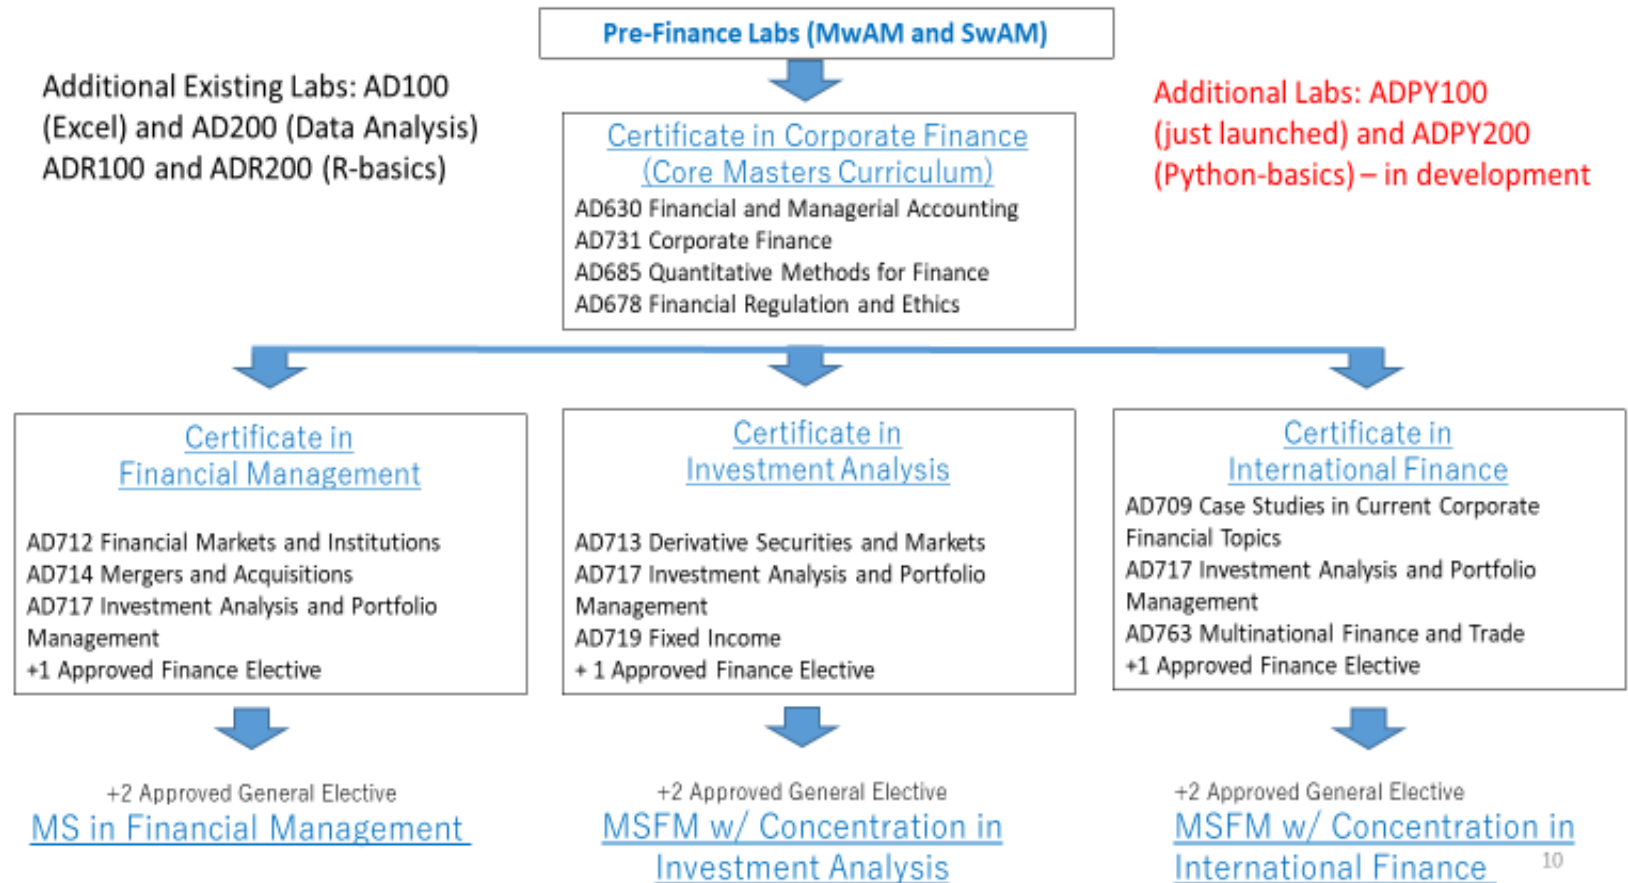 Pre-Finance Labs (MwAM and SwAM)
Additional Existing Labs: AD100
(Excel) and AD200 (Data Analysis)
ADR100 and ADR200 (R-basics)
Additional Labs: ADPY100
(just launched) and ADPY200
(Python-basics) – in development
Certificate in Corporate Finance
(Core Masters Curriculum)
AD630 Financial and Managerial Accounting
AD731 Corporate Finance
AD685 Quantitative Methods for Finance
AD678 Financial Regulation and Ethics
Certificate in
Financial Management
AD712 Financial Markets and Institutions
AD714 Mergers and Acquisitions
AD717 Investment Analysis and Portfolio
Management
+1 Approved Finance Elective
Certificate in
Investment Analysis
AD713 Derivative Securities and Markets
AD717 Investment Analysis and Portfolio
Management
AD719 Fixed Income
+ 1 Approved Finance Elective
Certificate in
International Finance
AD709 Case Studies in Current Corporate
Financial Topics
AD717 Investment Analysis and Portfolio
Management
AD763 Multinational Finance and Trade
+1 Approved Finance Elective
+2 Approved General Elective
MS in Financial Management
+2 Approved General Elective
MSFM w/ Concentration in
Investment Analysis
+2 Approved General Elective
MSFM w/ Concentration in
International Finance
10